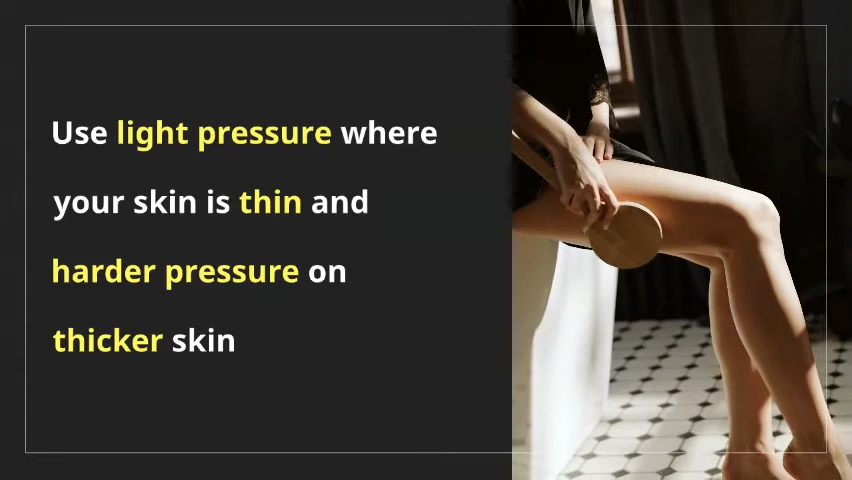 Use light pressure where
your skin is thin and
harder pressure on
thicker skin